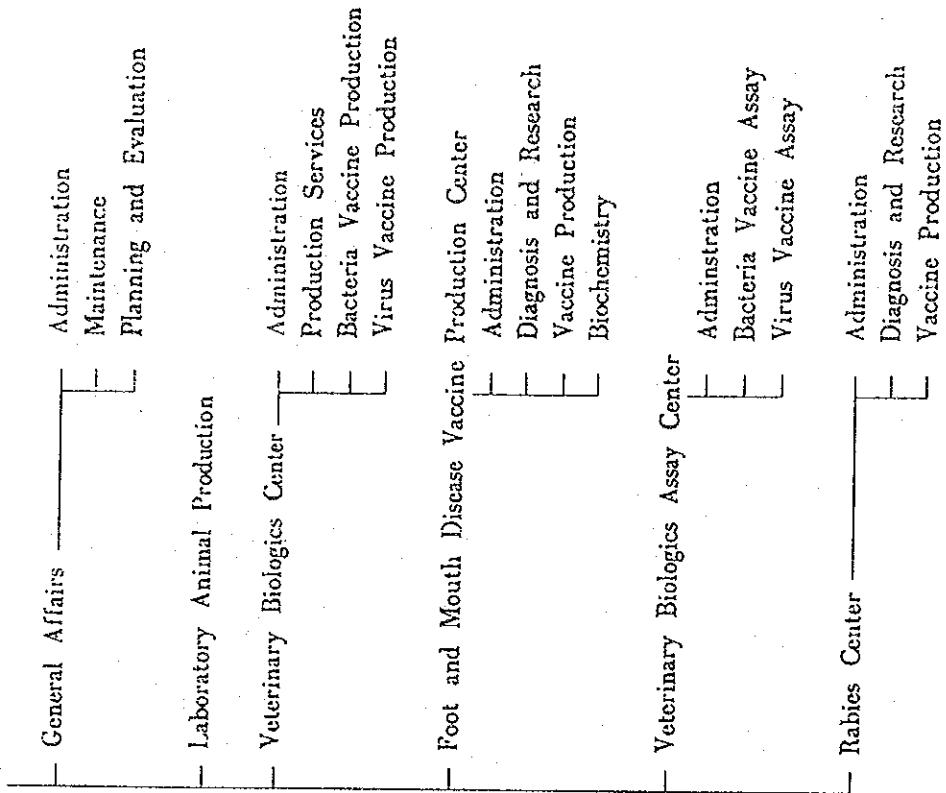 General Affairs
Administration
Maintenance
Planning and Evaluation
Laboratory Animal Production
Veterinary Biologics Center
Administration
Production Services
Bacteria Vaccine Production
Virus Vaccine Production
Foot and Mouth Disease Vaccine Production Center
Administration
Diagnosis and Research
Vaccine Production
Biochemistry
Veterinary Biologics Assay Center
Adminstration
Bacteria Vaccine Assay
Virus Vaccine Assay
Rabies Center
Administration
Diagnosis and Research
Vaccine Production